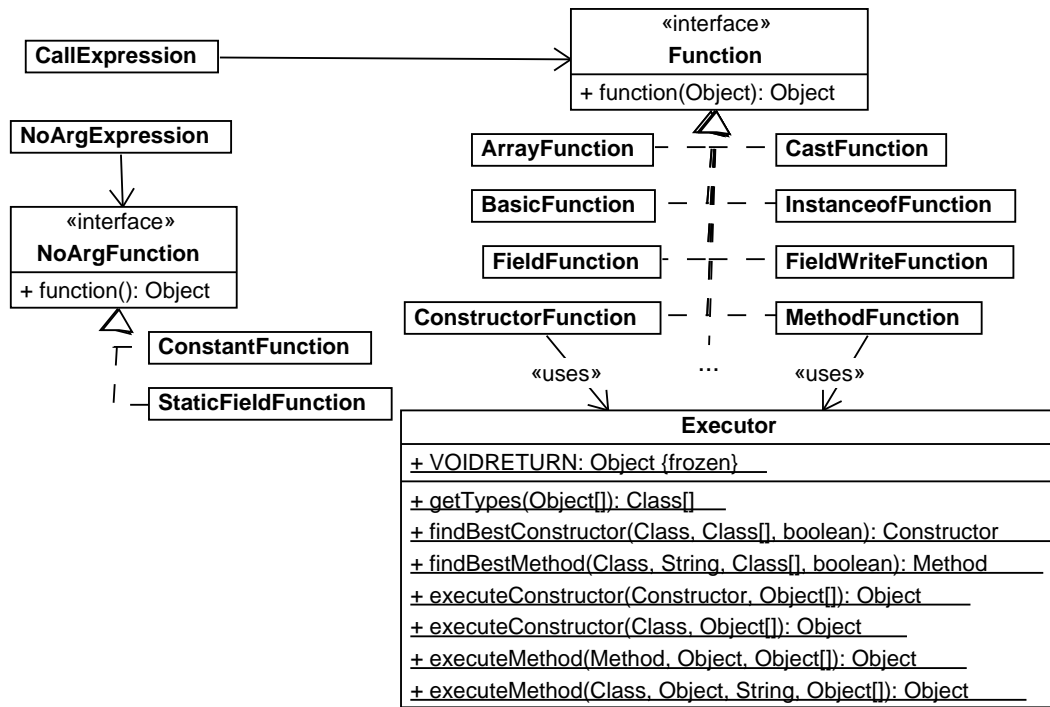 CallExpression
«interface»
Function
+ function(Object): Object
NoArgExpression
«interface»
NoArgFunction
+ function(): Object
ConstantFunction
StaticFieldFunction
ArrayFunction
CastFunction
BasicFunction
InstanceofFunction
FieldFunction
FieldWriteFunction
ConstructorFunction
MethodFunction
...
«uses»
«uses»
Executor
+ VOIDRETURN: Object {frozen}
+ getTypes(Object[]): Class[]
+ findBestConstructor(Class, Class[], boolean): Constructor
+ findBestMethod(Class, String, Class[], boolean): Method
+ executeConstructor(Constructor, Object[]): Object
+ executeConstructor(Class, Object[]): Object
+ executeMethod(Method, Object, Object[]): Object
+ executeMethod(Class, Object, String, Object[]): Object